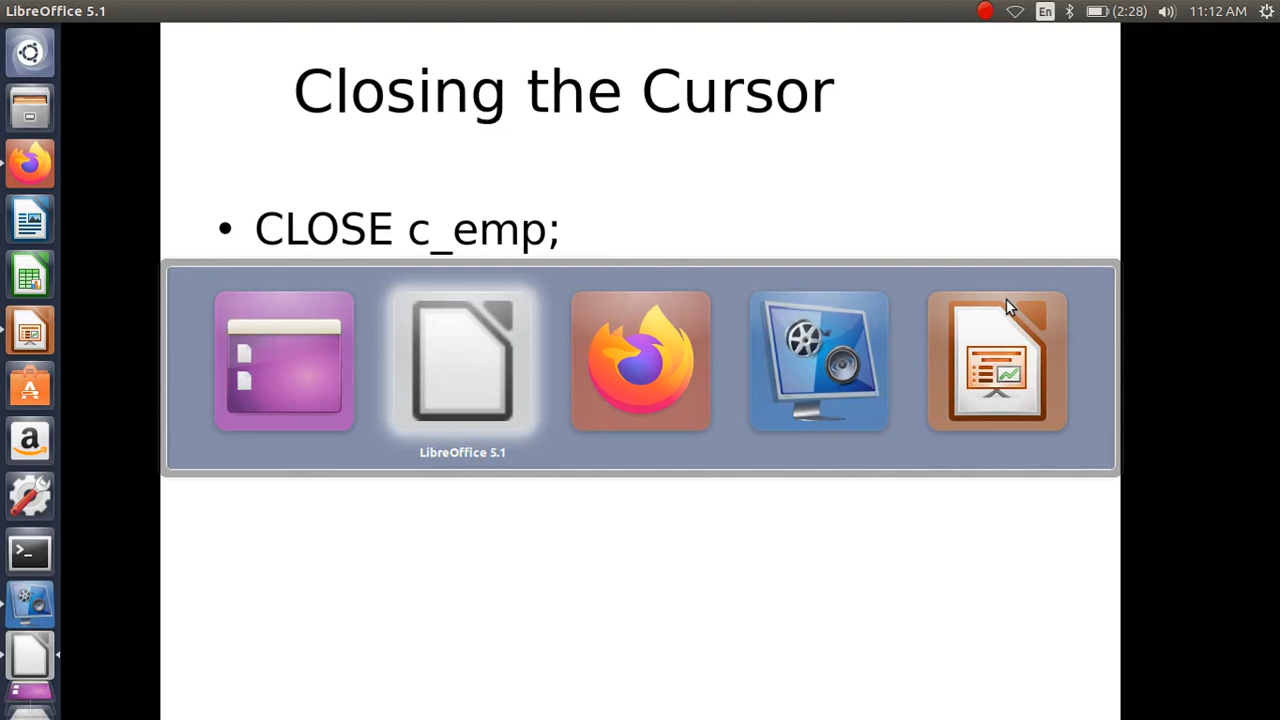 LibreOffice 5.1
En
(2:28)
11:12 AM
Closing the Cursor
• CLOSE c_emp;
LibreOffice 5.1